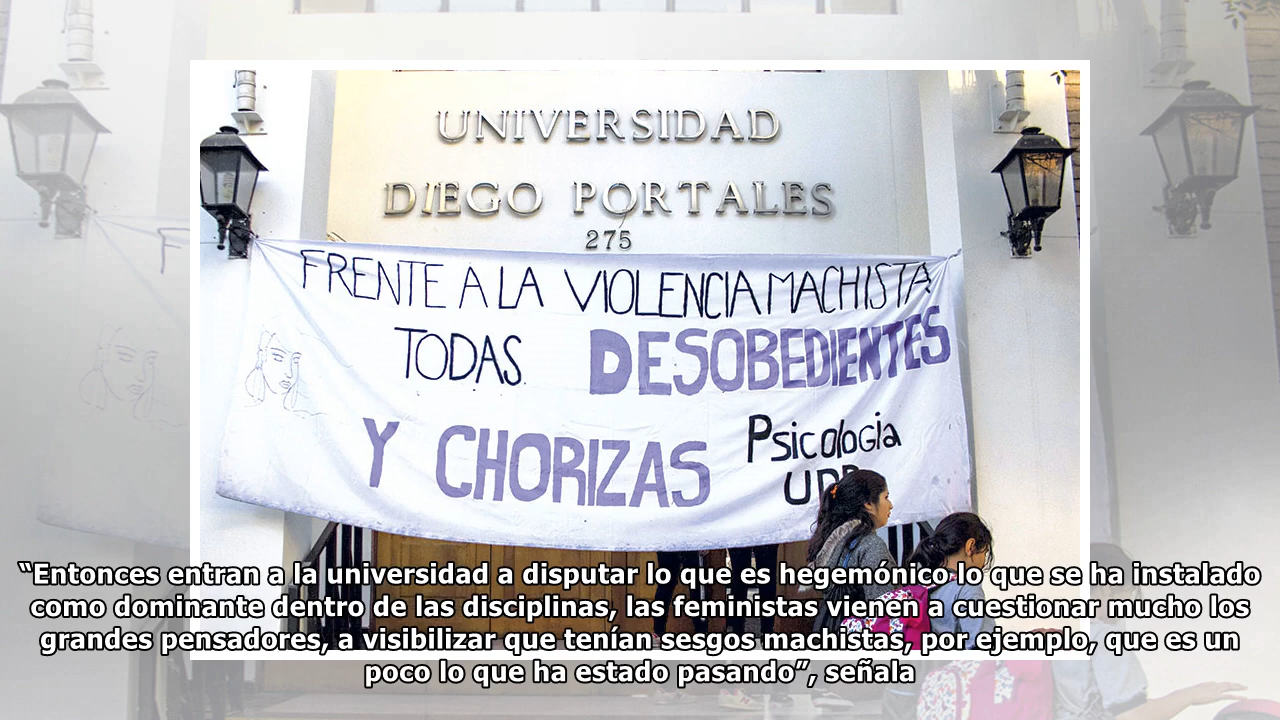 UNIVERSIDAD
DIEGO PORTALES
275
FRENTE A LA VIOLENCIA MACHISTA
TODAS DESOBEDIENTES
Y CHORIZAS
Psicología
UDP
“Entonces entran a la universidad a disputar lo que es hegemónico lo que se ha instalado
como dominante dentro de las disciplinas, las feministas vienen a cuestionar mucho los
grandes pensadores, a visibilizar que tenían sesgos machistas, por ejemplo, que es un
poco lo que ha estado pasando”, señala